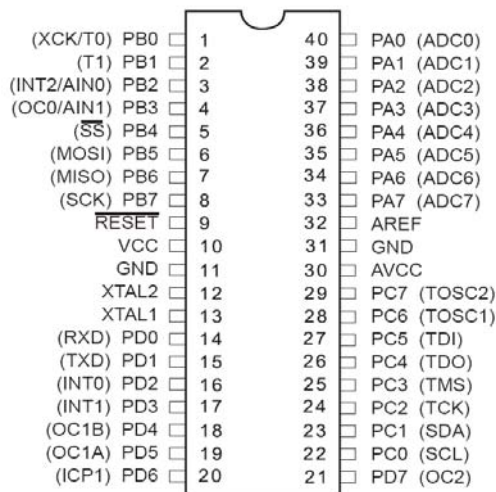 (XCK/T0) PB0 1 40 PA0 (ADC0)
(T1) PB1 2 39 PA1 (ADC1)
(INT2/AIN0) PB2 3 38 PA2 (ADC2)
(OC0/AIN1) PB3 4 37 PA3 (ADC3)
(SS) PB4 5 36 PA4 (ADC4)
(MOSI) PB5 6 35 PA5 (ADC5)
(MISO) PB6 7 34 PA6 (ADC6)
(SCK) PB7 8 33 PA7 (ADC7)
RESET 9 32 AREF
VCC 10 31 GND
GND 11 30 AVCC
XTAL2 12 29 PC7 (TOSC2)
XTAL1 13 28 PC6 (TOSC1)
(RXD) PD0 14 27 PC5 (TDI)
(TXD) PD1 15 26 PC4 (TDO)
(INT0) PD2 16 25 PC3 (TMS)
(INT1) PD3 17 24 PC2 (TCK)
(OC1B) PD4 18 23 PC1 (SDA)
(OC1A) PD5 19 22 PC0 (SCL)
(ICP1) PD6 20 21 PD7 (OC2)